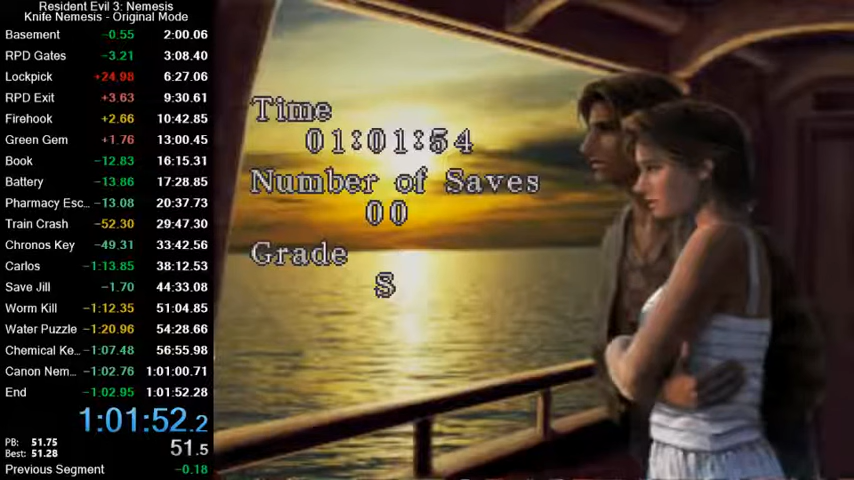 Resident Evil 3: Nemesis
Knife Nemesis - Original Mode
Basement -0.55 2:00.06
RPD Gates -3.21 3:08.40
Lockpick +24.98 6:27.06
RPD Exit +3.63 9:30.61
Firehook +2.66 10:42.85
Green Gem +1.76 13:00.45
Book -12.83 16:15.31
Battery -13.86 17:28.85
Pharmacy Esc... -13.08 20:37.73
Train Crash -52.30 29:47.30
Chronos Key -49.31 33:42.56
Carlos -1:13.85 38:12.53
Save Jill -1.70 44:33.08
Worm Kill -1:12.35 51:04.85
Water Puzzle -1:20.96 54:28.66
Chemical Ke... -1:07.48 56:55.98
Canon Nem... -1:02.76 1:01:00.71
End -1:02.95 1:01:52.28
1:01:52.2
PB: 51.75
Best: 51.28
51.5
Previous Segment -0.18
Time
01:01:54
Number of Saves
00
Grade
S